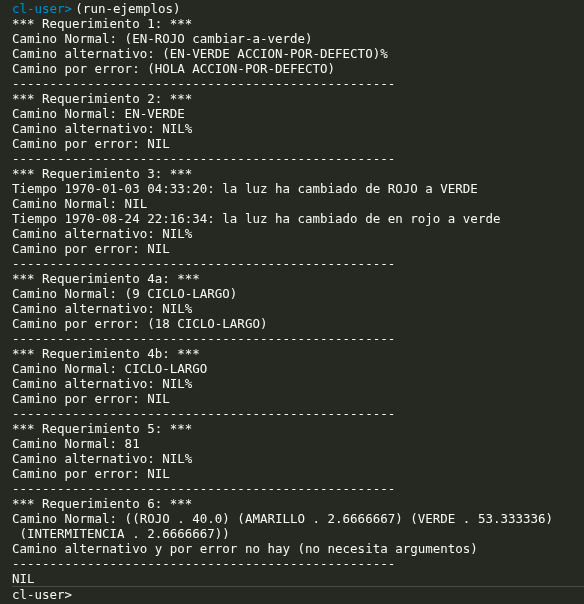 cl-user> (run-ejemplos)
*** Requerimiento 1: ***
Camino Normal: (EN-ROJO cambiar-a-verde)
Camino alternativo: (EN-VERDE ACCION-POR-DEFECTO)%
Camino por error: (HOLA ACCION-POR-DEFECTO)
---------------------------------------------------
*** Requerimiento 2: ***
Camino Normal: EN-VERDE
Camino alternativo: NIL%
Camino por error: NIL
---------------------------------------------------
*** Requerimiento 3: ***
Tiempo 1970-01-03 04:33:20: la luz ha cambiado de ROJO a VERDE
Camino Normal: NIL
Tiempo 1970-08-24 22:16:34: la luz ha cambiado de en rojo a verde
Camino alternativo: NIL%
Camino por error: NIL
---------------------------------------------------
*** Requerimiento 4a: ***
Camino Normal: (9 CICLO-LARGO)
Camino alternativo: NIL%
Camino por error: (18 CICLO-LARGO)
---------------------------------------------------
*** Requerimiento 4b: ***
Camino Normal: CICLO-LARGO
Camino alternativo: NIL%
Camino por error: NIL
---------------------------------------------------
*** Requerimiento 5: ***
Camino Normal: 81
Camino alternativo: NIL%
Camino por error: NIL
---------------------------------------------------
*** Requerimiento 6: ***
Camino Normal: ((ROJO . 40.0) (AMARILLO . 2.6666667) (VERDE . 53.333336)
 (INTERMITENCIA . 2.6666667))
Camino alternativo y por error no hay (no necesita argumentos)
---------------------------------------------------
NIL
cl-user>